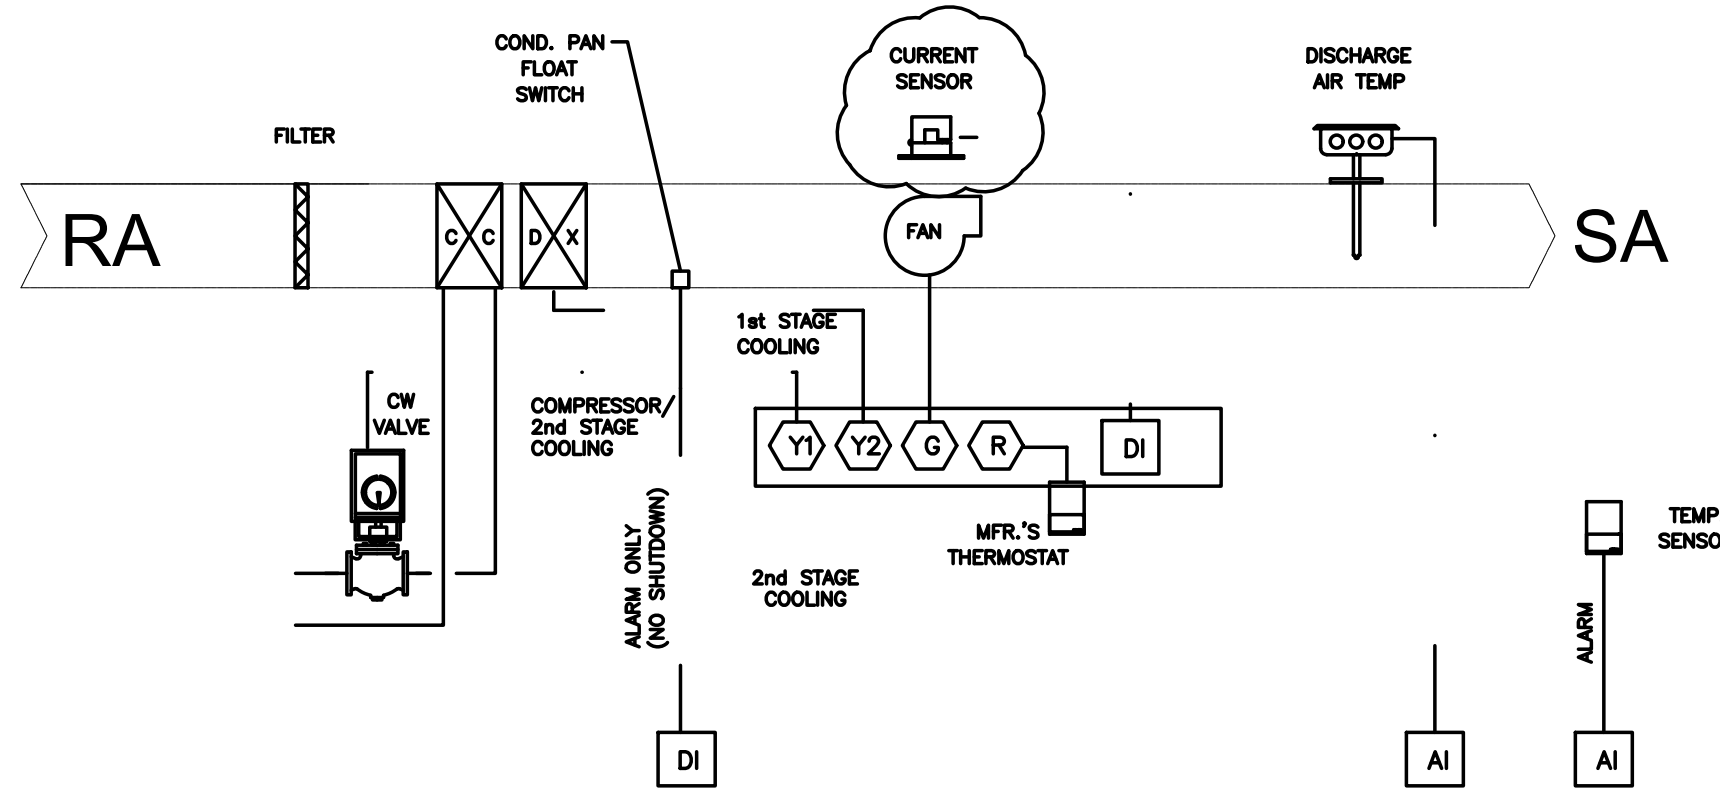 COND. PAN
FLOAT
SWITCH
CURRENT
SENSOR
DISCHARGE
AIR TEMP
FILTER
RA
C C
D X
FAN
SA
1st STAGE
COOLING
CW
VALVE
COMPRESSOR/
2nd STAGE
COOLING
Y1
Y2
G
R
DI
MFR.'S
THERMOSTAT
ALARM ONLY
(NO SHUTDOWN)
2nd STAGE
COOLING
TEMP
SENSO
ALARM
DI
AI
AI